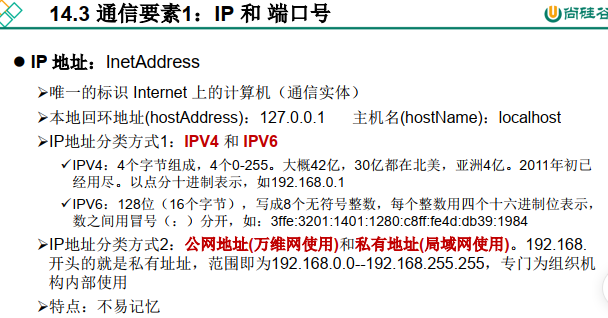 14.3 通信要素1：IP 和 端口号
尚硅谷
IP 地址：InetAddress
唯一的标识 Internet 上的计算机（通信实体）
本地回环地址(hostAddress)：127.0.0.1 主机名(hostName)：localhost
IP地址分类方式1：IPV4 和 IPV6
IPV4：4个字节组成，4个0-255。大概42亿，30亿都在北美，亚洲4亿。2011年初已
经用尽。以点分十进制表示，如192.168.0.1
IPV6：128位（16个字节），写成8个无符号整数，每个整数用四个十六进制位表示，
数之间用冒号（：）分开，如：3ffe:3201:1401:1280:c8ff:fe4d:db39:1984
IP地址分类方式2：公网地址(万维网使用)和私有地址(局域网使用)。192.168.
开头的就是私有址址，范围即为192.168.0.0--192.168.255.255，专门为组织机
构内部使用
特点：不易记忆